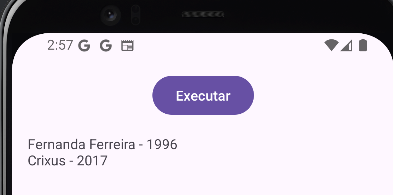 2:57
Executar
Fernanda Ferreira - 1996
Crixus - 2017